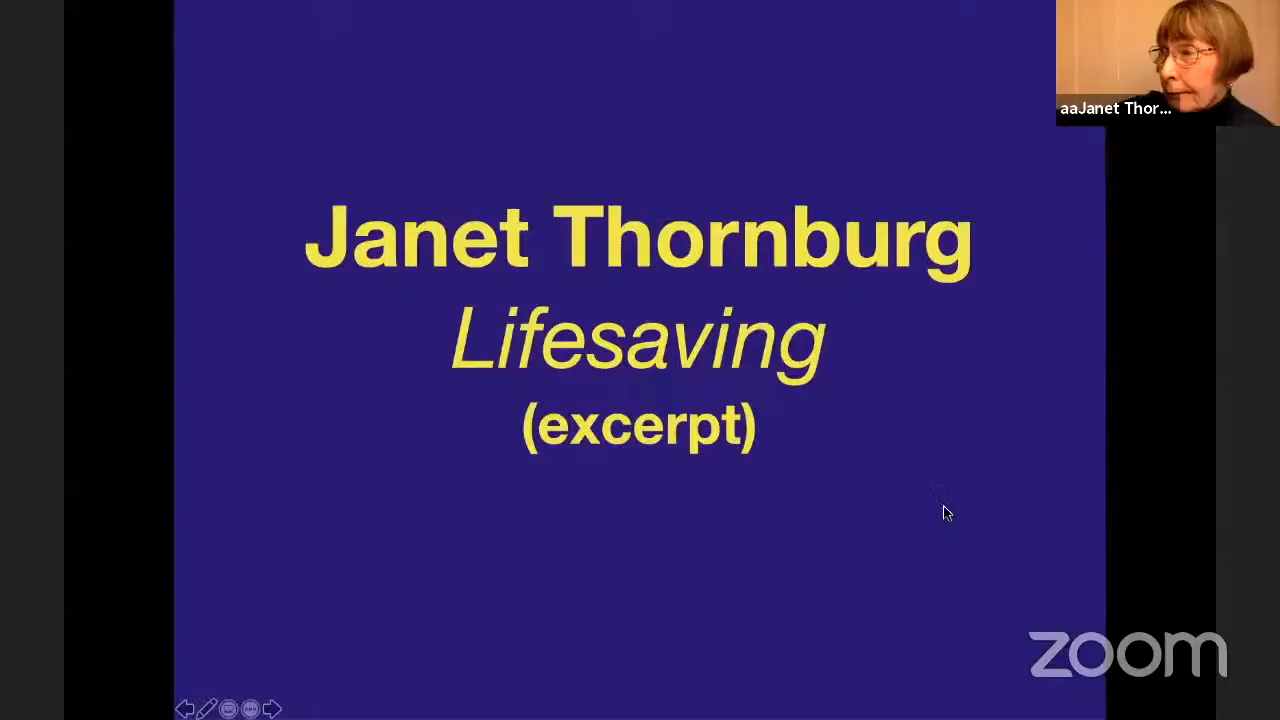 aaJanet Thor...
Janet Thornburg
Lifesaving
(excerpt)
zoom